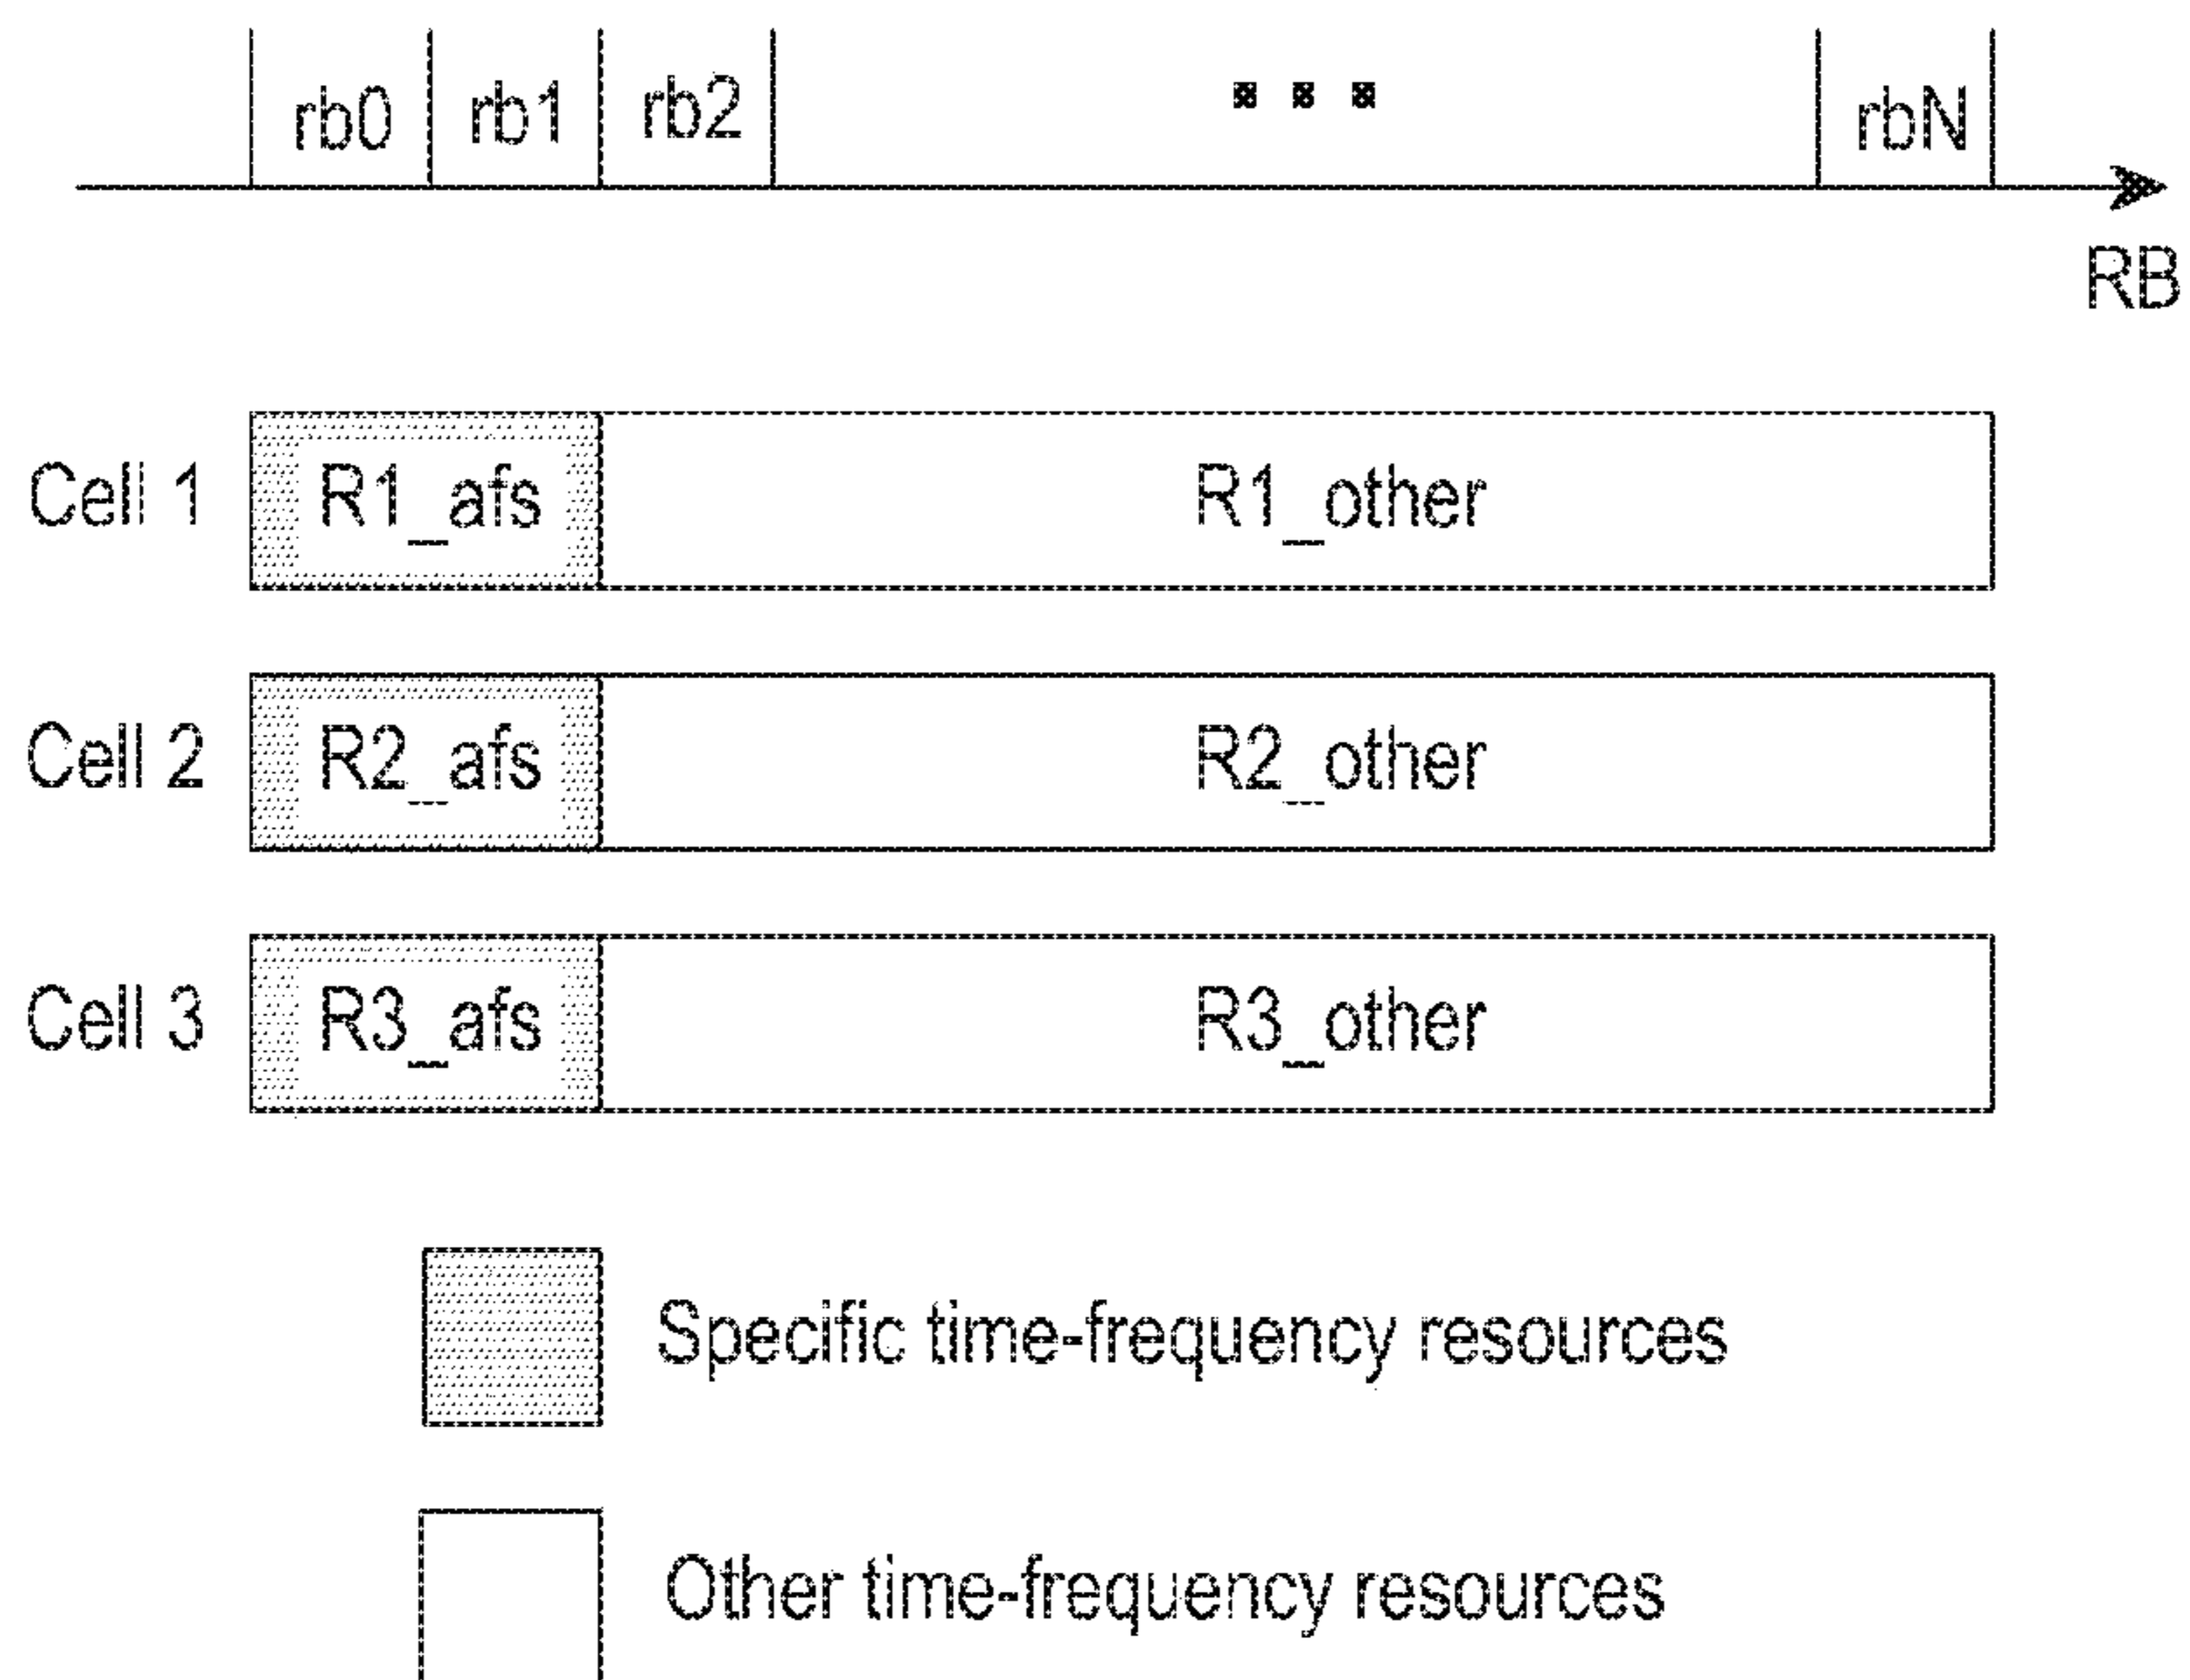 rb0 rb1 rb2 ... rbN
RB
Cell 1 R1_afs R1_other
Cell 2 R2_afs R2_other
Cell 3 R3_afs R3_other
Specific time-frequency resources
Other time-frequency resources